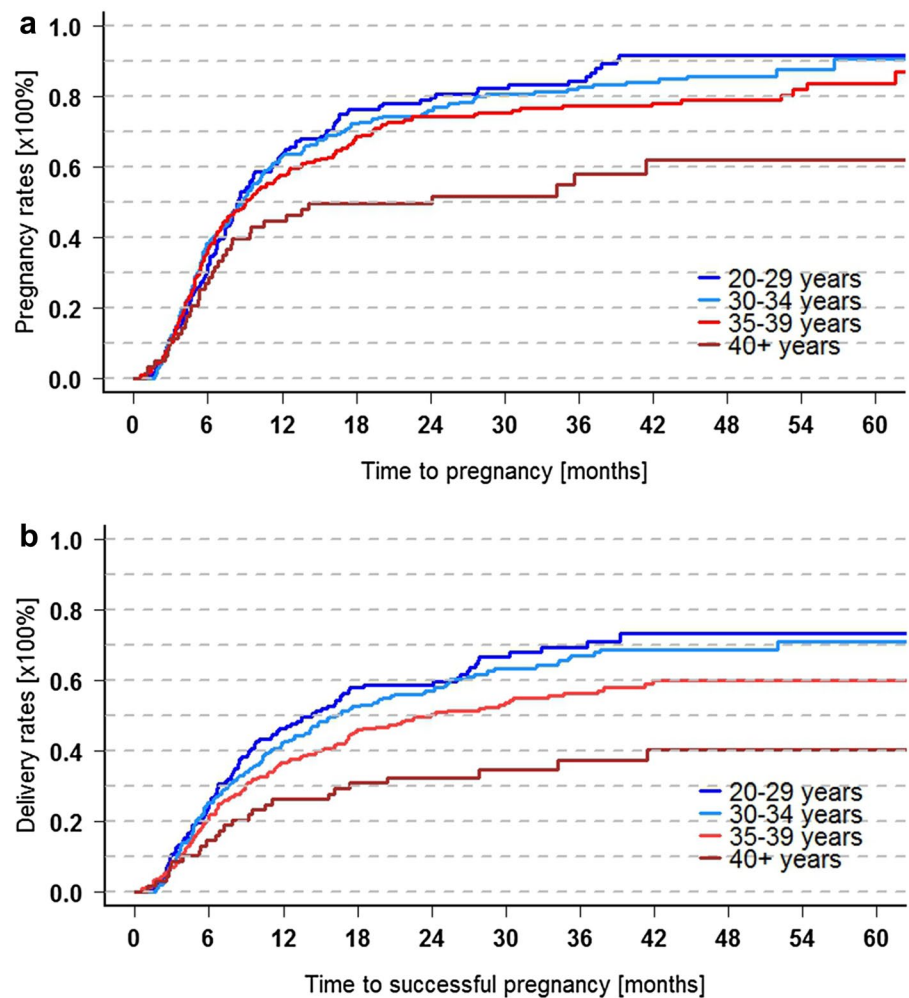 a
Pregnancy rates [x100%]
1.0
0.8
0.6
0.4
0.2
0.0
20-29 years
30-34 years
35-39 years
40+ years
0 6 12 18 24 30 36 42 48 54 60
Time to pregnancy [months]
b
Delivery rates [x100%]
1.0
0.8
0.6
0.4
0.2
0.0
20-29 years
30-34 years
35-39 years
40+ years
0 6 12 18 24 30 36 42 48 54 60
Time to successful pregnancy [months]